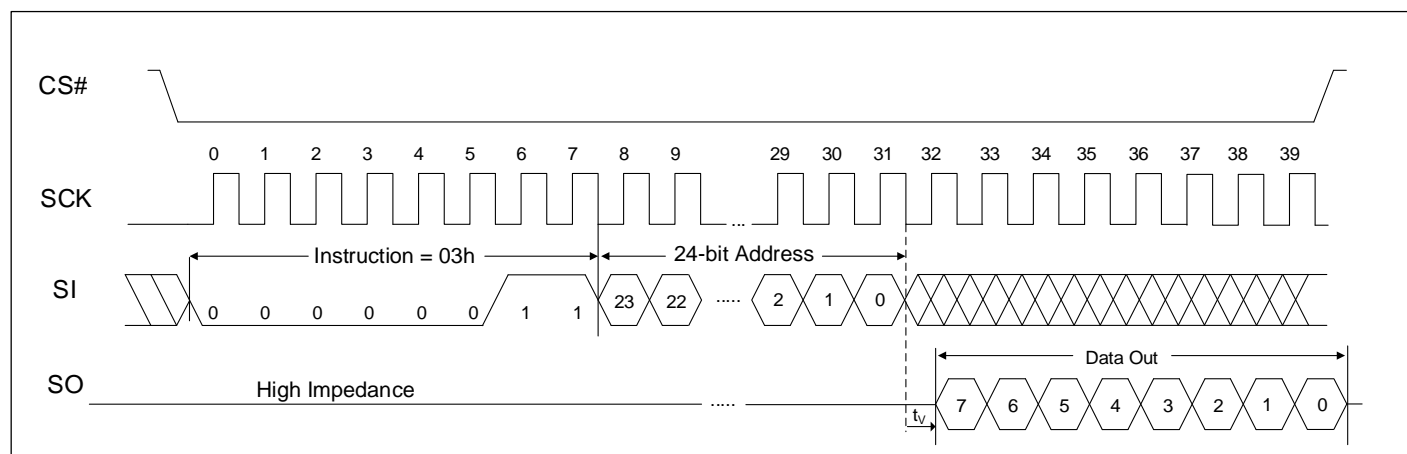 CS#
0 1 2 3 4 5 6 7 8 9 29 30 31 32 33 34 35 36 37 38 39
SCK ...
Instruction = 03h 24-bit Address
SI 0 0 0 0 0 0 1 1 23 22 ..... 2 1 0
Data Out
SO High Impedance ..... tV 7 6 5 4 3 2 1 0